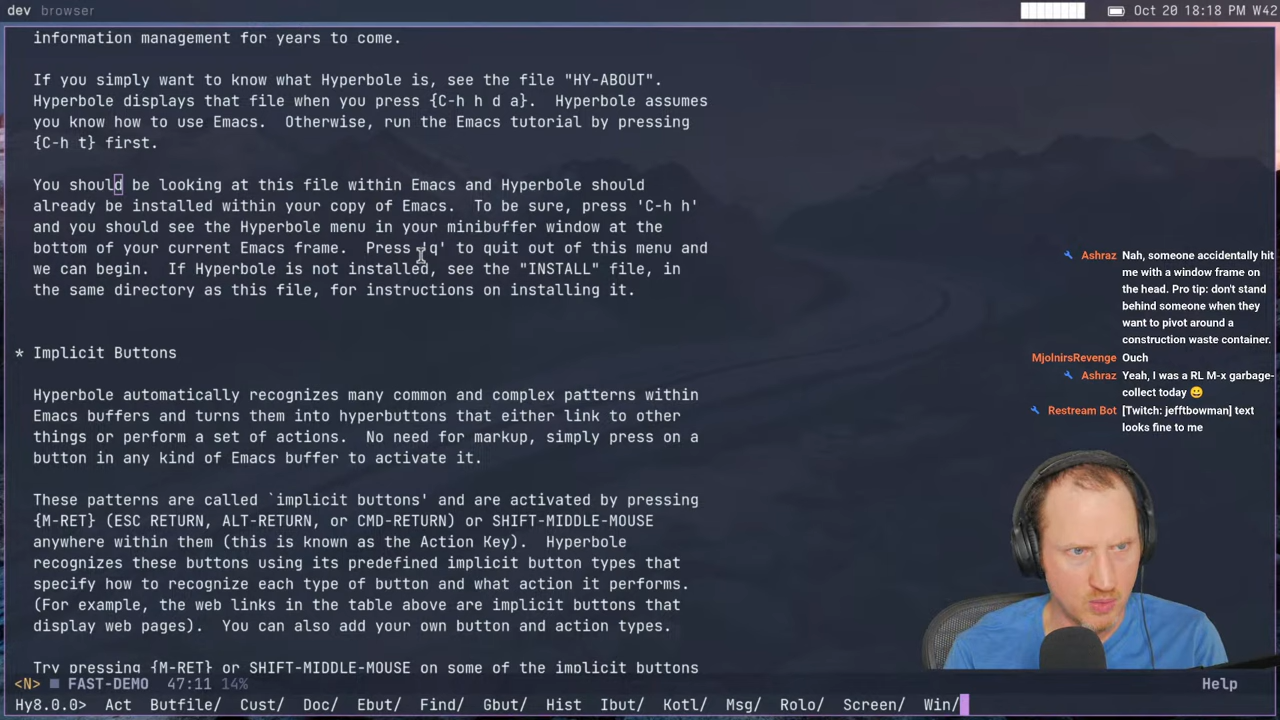 dev browser
Oct 20 18:18 PM W42
information management for years to come.
If you simply want to know what Hyperbole is, see the file "HY-ABOUT".
Hyperbole displays that file when you press {C-h h d a}.  Hyperbole assumes
you know how to use Emacs.  Otherwise, run the Emacs tutorial by pressing
{C-h t} first.
You should be looking at this file within Emacs and Hyperbole should
already be installed within your copy of Emacs.  To be sure, press 'C-h h'
and you should see the Hyperbole menu in your minibuffer window at the
bottom of your current Emacs frame.  Press 'q' to quit out of this menu and
we can begin.  If Hyperbole is not installed, see the "INSTALL" file, in
the same directory as this file, for instructions on installing it.
* Implicit Buttons
Hyperbole automatically recognizes many common and complex patterns within
Emacs buffers and turns them into hyperbuttons that either link to other
things or perform a set of actions.  No need for markup, simply press on a
button in any kind of Emacs buffer to activate it.
These patterns are called `implicit buttons' and are activated by pressing
{M-RET} (ESC RETURN, ALT-RETURN, or CMD-RETURN) or SHIFT-MIDDLE-MOUSE
anywhere within them (this is known as the Action Key).  Hyperbole
recognizes these buttons using its predefined implicit button types that
specify how to recognize each type of button and what action it performs.
(For example, the web links in the table above are implicit buttons that
display web pages).  You can also add your own button and action types.
Try pressing {M-RET} or SHIFT-MIDDLE-MOUSE on some of the implicit buttons
<N> FAST-DEMO 47:11 14% Help
Hy8.0.0> Act Butfile/ Cust/ Doc/ Ebut/ Find/ Gbut/ Hist Ibut/ Kotl/ Msg/ Rolo/ Screen/ Win/
Ashraz Nah, someone accidentally hit
me with a window frame on
the head. Pro tip: don't stand
behind someone when they
want to pivot around a
construction waste container.
MjolnirsRevenge Ouch
Ashraz Yeah, I was a RL M-x garbage-
collect today 😀
Restream Bot [Twitch: jefftbowman] text
looks fine to me